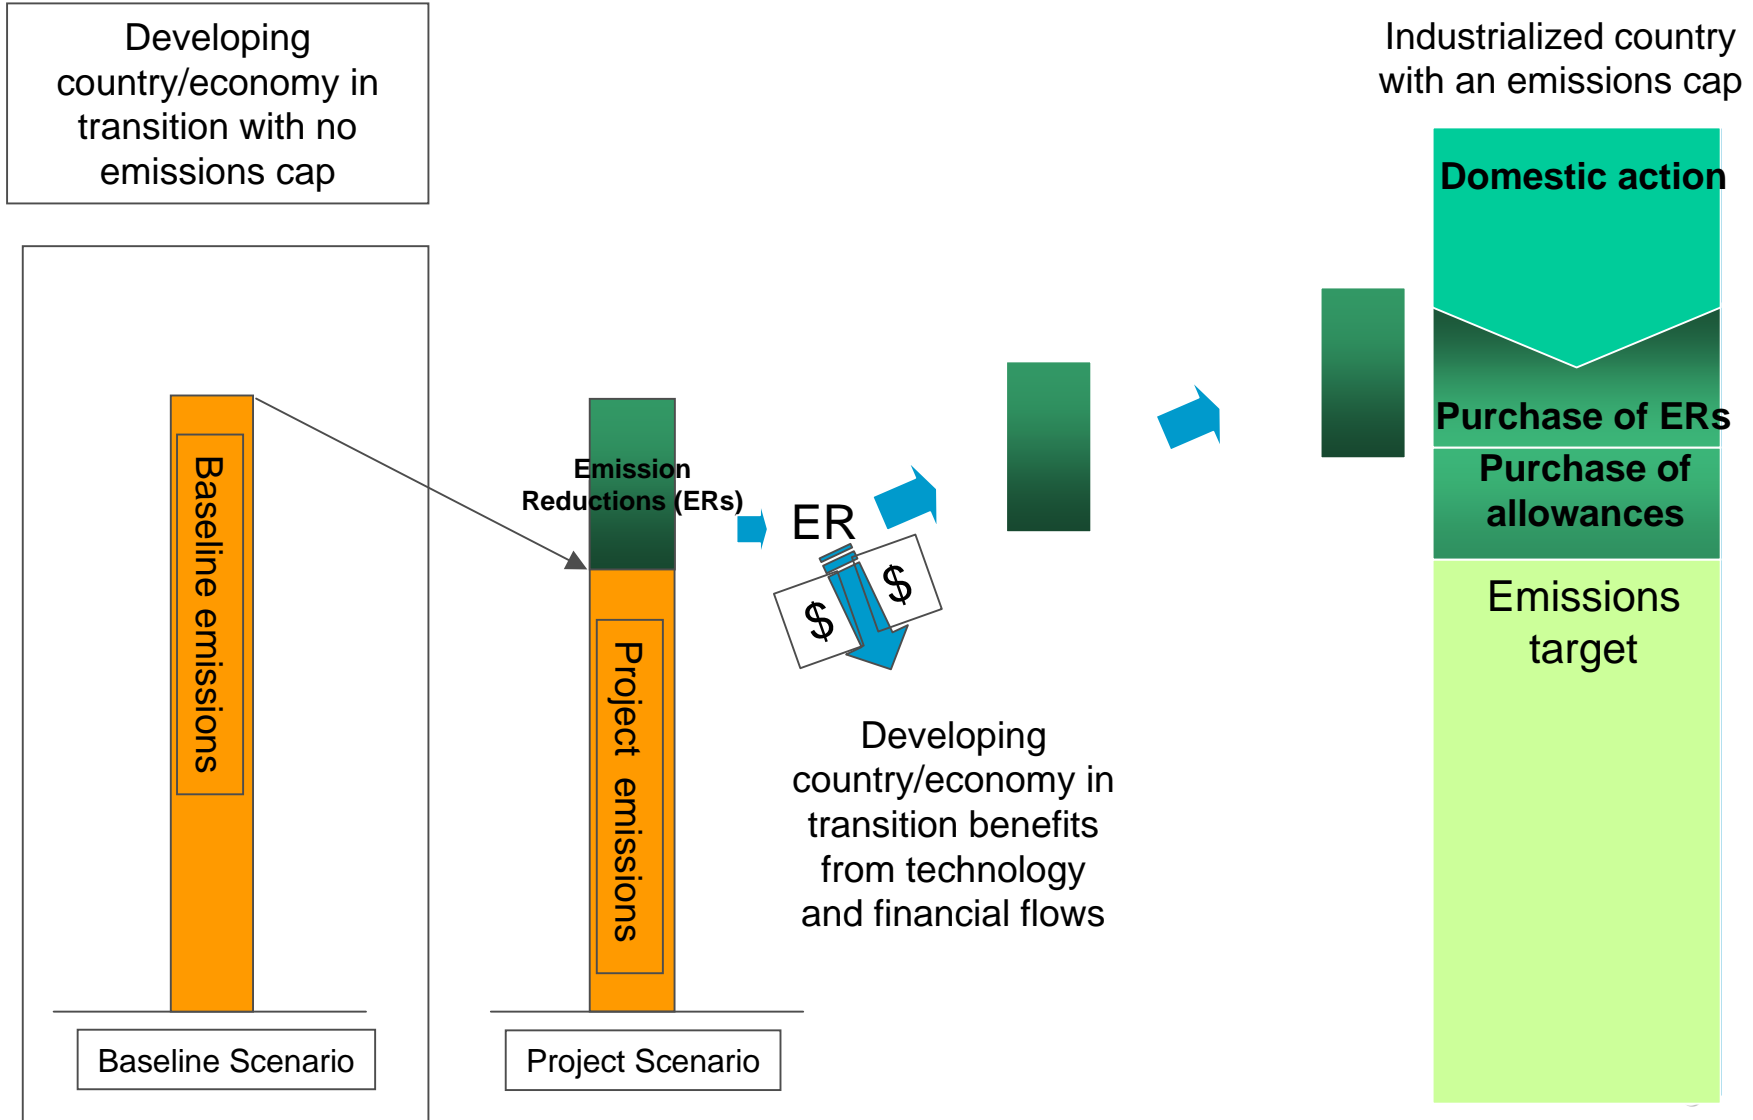 Developing
country/economy in
transition with no
emissions cap
Industrialized country
with an emissions cap
Domestic action
Purchase of ERs
Purchase of
allowances
Emissions
target
Baseline emissions
Emission
Reductions (ERs)
Project emissions
ER
$
$
Developing
country/economy in
transition benefits
from technology
and financial flows
Baseline Scenario
Project Scenario